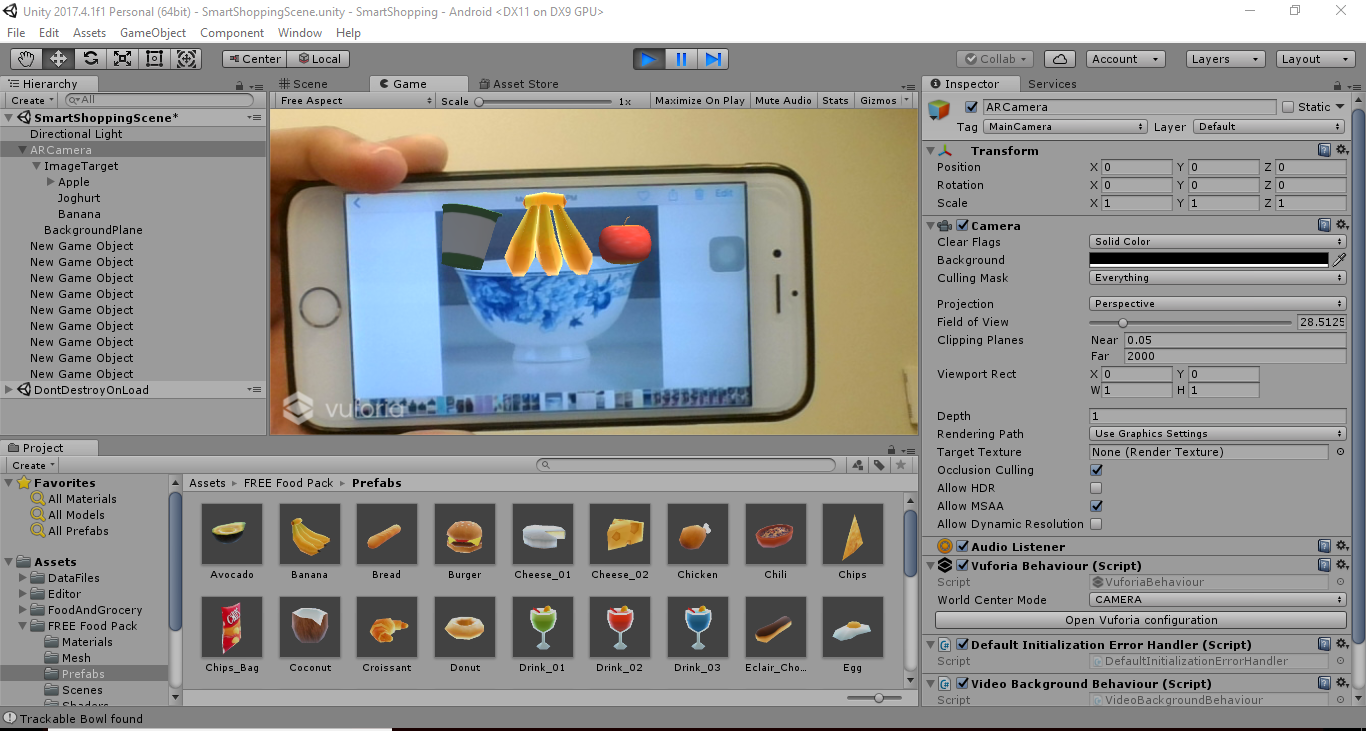 Unity 2017.4.1f1 Personal (64bit) - SmartShoppingScene.unity - SmartShopping - Android <DX11 on DX9 GPU>
File Edit Assets GameObject Component Window Help
Center Local Collab Account Layers Layout
Hierarchy
Create All
SmartShoppingScene*
Directional Light
ARCamera
ImageTarget
Apple
Joghurt
Banana
BackgroundPlane
New Game Object
New Game Object
New Game Object
New Game Object
New Game Object
New Game Object
New Game Object
New Game Object
New Game Object
DontDestroyOnLoad
Scene Game Asset Store
Free Aspect Scale 1x Maximize On Play Mute Audio Stats Gizmos
Edit
vuforia
Inspector Services
ARCamera Static
Tag MainCamera Layer Default
Transform
Position X 0 Y 0 Z 0
Rotation X 0 Y 0 Z 0
Scale X 1 Y 1 Z 1
Camera
Clear Flags Solid Color
Background
Culling Mask Everything
Projection Perspective
Field of View 28.5125
Clipping Planes Near 0.05
Far 2000
Viewport Rect X 0 Y 0
W 1 H 1
Depth 1
Rendering Path Use Graphics Settings
Target Texture None (Render Texture)
Occlusion Culling
Allow HDR
Allow MSAA
Allow Dynamic Resolution
Audio Listener
Vuforia Behaviour (Script)
Script VuforiaBehaviour
World Center Mode CAMERA
Open Vuforia configuration
Default Initialization Error Handler (Script)
Script DefaultInitializationErrorHandler
Video Background Behaviour (Script)
Script VideoBackgroundBehaviour
Project
Create
Favorites
All Materials
All Models
All Prefabs
Assets
DataFiles
Editor
FoodAndGrocery
FREE Food Pack
Materials
Mesh
Prefabs
Scenes
Shaders
Assets FREE Food Pack Prefabs
Avocado Banana Bread Burger Cheese_01 Cheese_02 Chicken Chili Chips
Chips_Bag Coconut Croissant Donut Drink_01 Drink_02 Drink_03 Eclair_Cho... Egg
Trackable Bowl found